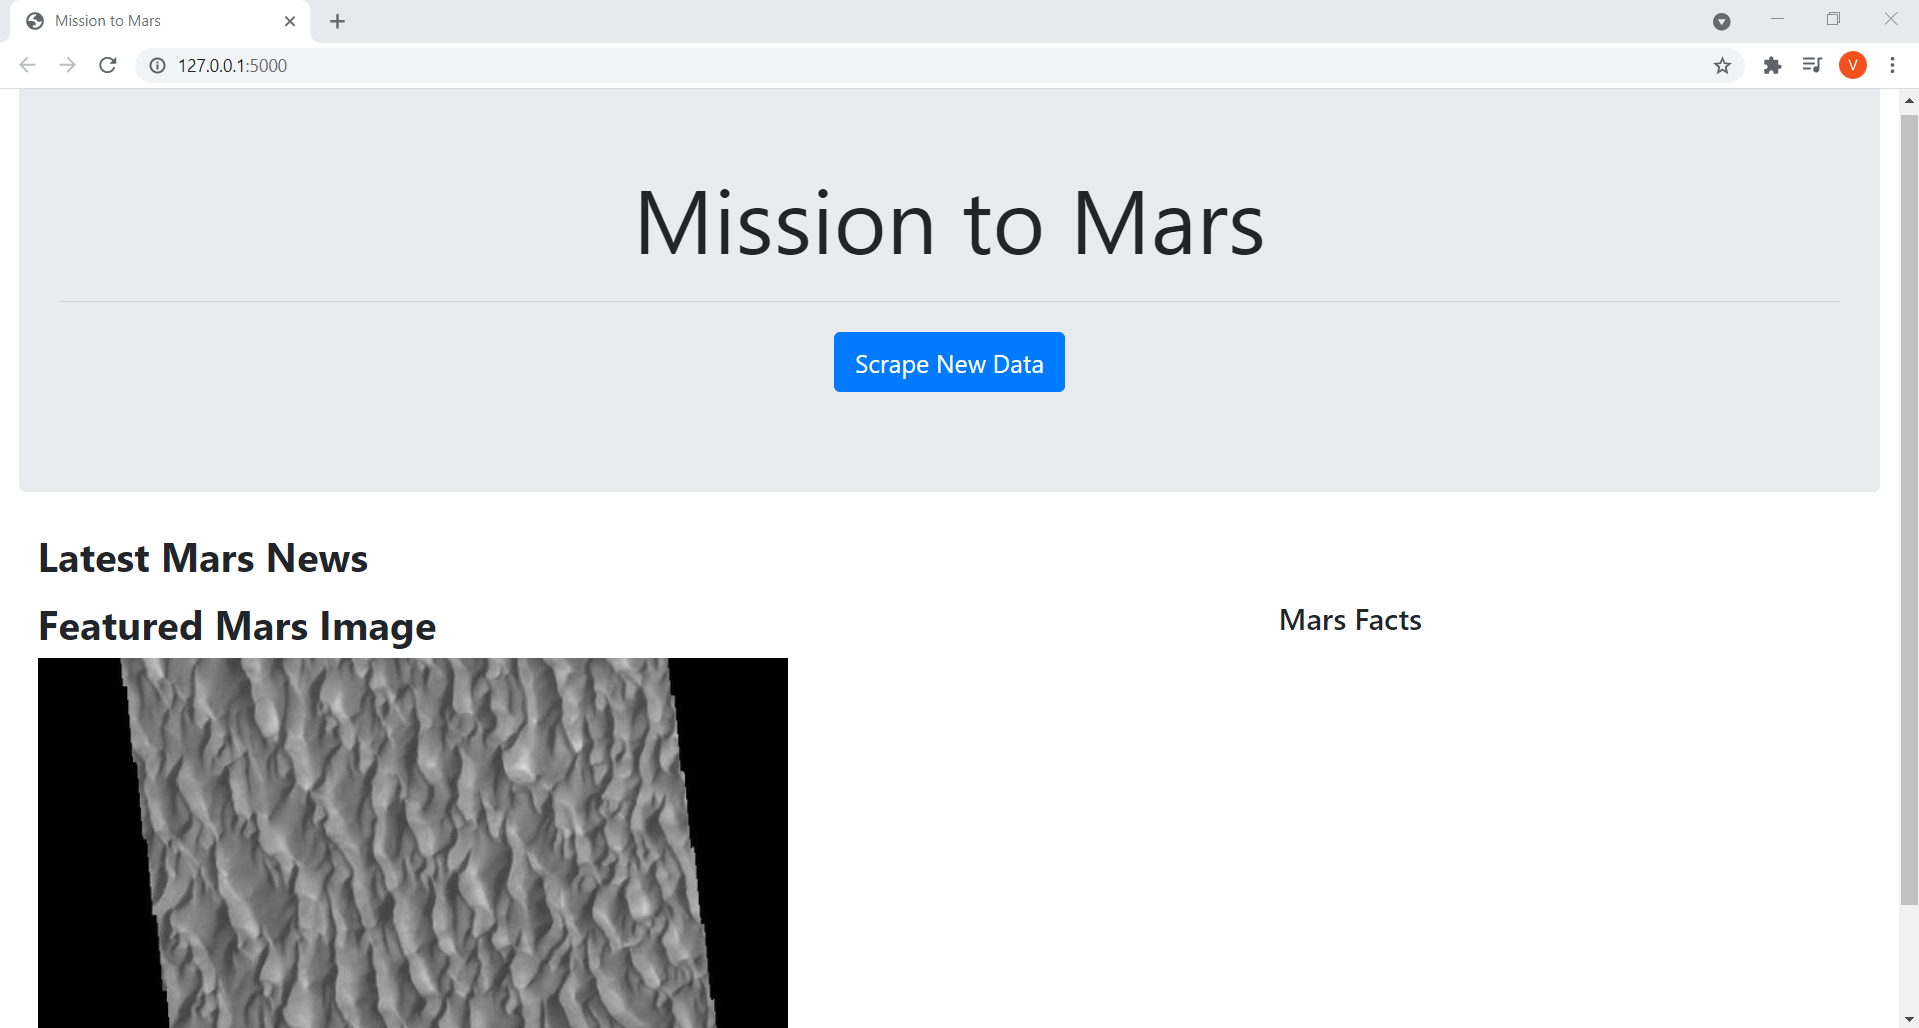 Mission to Mars
127.0.0.1:5000
V
Mission to Mars
Scrape New Data
Latest Mars News
Featured Mars Image
Mars Facts